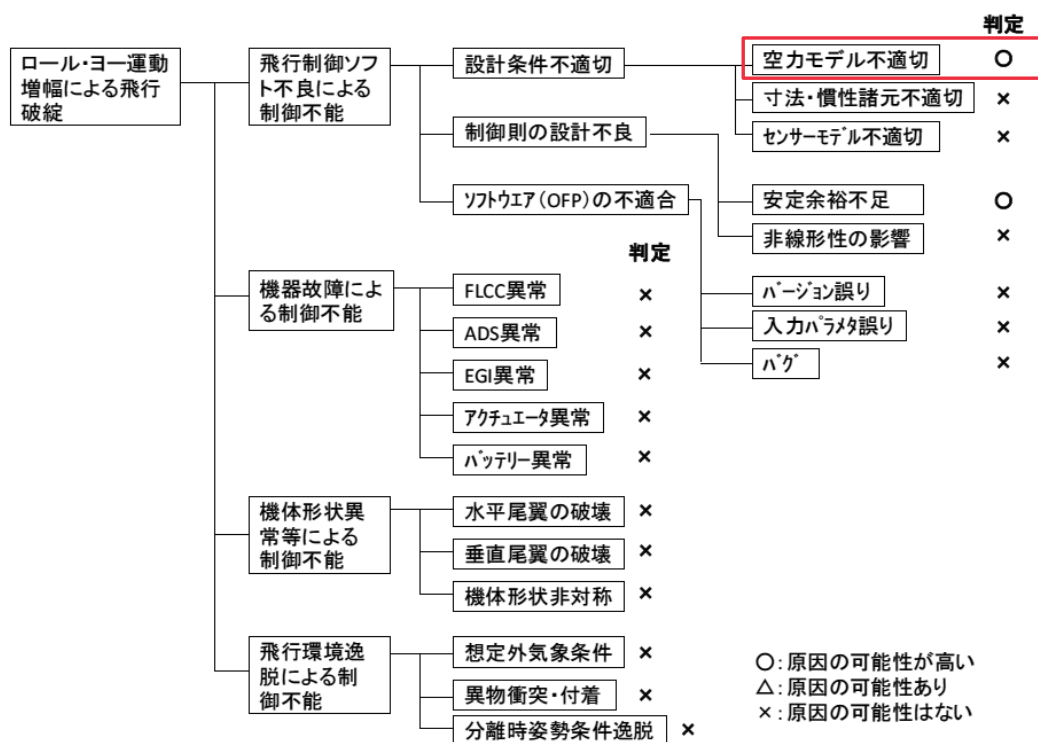 判定
ロール・ヨー運動
増幅による飛行
破綻
飛行制御ソフ
ト不良による
制御不能
設計条件不適切
空力モデル不適切 ○
寸法・慣性諸元不適切 ×
センサーモデル不適切 ×
制御則の設計不良
安定余裕不足 ○
非線形性の影響 ×
ソフトウエア(OFP)の不適合
バージョン誤り ×
入力パラメタ誤り ×
バグ ×
判定
機器故障によ
る制御不能
FLCC異常 ×
ADS異常 ×
EGI異常 ×
アクチュエータ異常 ×
バッテリー異常 ×
機体形状異
常等による
制御不能
水平尾翼の破壊 ×
垂直尾翼の破壊 ×
機体形状非対称 ×
飛行環境逸
脱による制
御不能
想定外気象条件 ×
異物衝突・付着 ×
分離時姿勢条件逸脱 ×
○:原因の可能性が高い
△:原因の可能性あり
×:原因の可能性はない